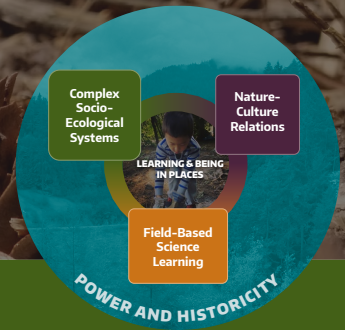 Complex
Socio-
Ecological
Systems
Nature-
Culture
Relations
LEARNING & BEING
IN PLACES
Field-Based
Science
Learning
POWER AND HISTORICITY